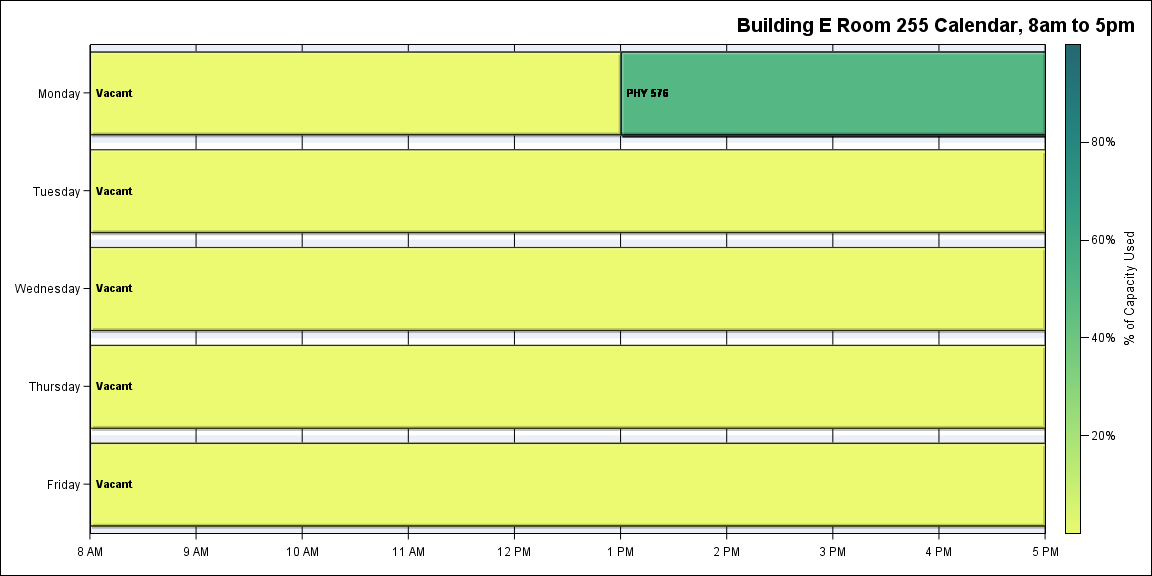 Building E Room 255 Calendar, 8am to 5pm
Monday
Vacant
PHY 576
Tuesday
Vacant
Wednesday
Vacant
Thursday
Vacant
Friday
Vacant
8 AM 9 AM 10 AM 11 AM 12 PM 1 PM 2 PM 3 PM 4 PM 5 PM
80%
60%
40%
20%
% of Capacity Used